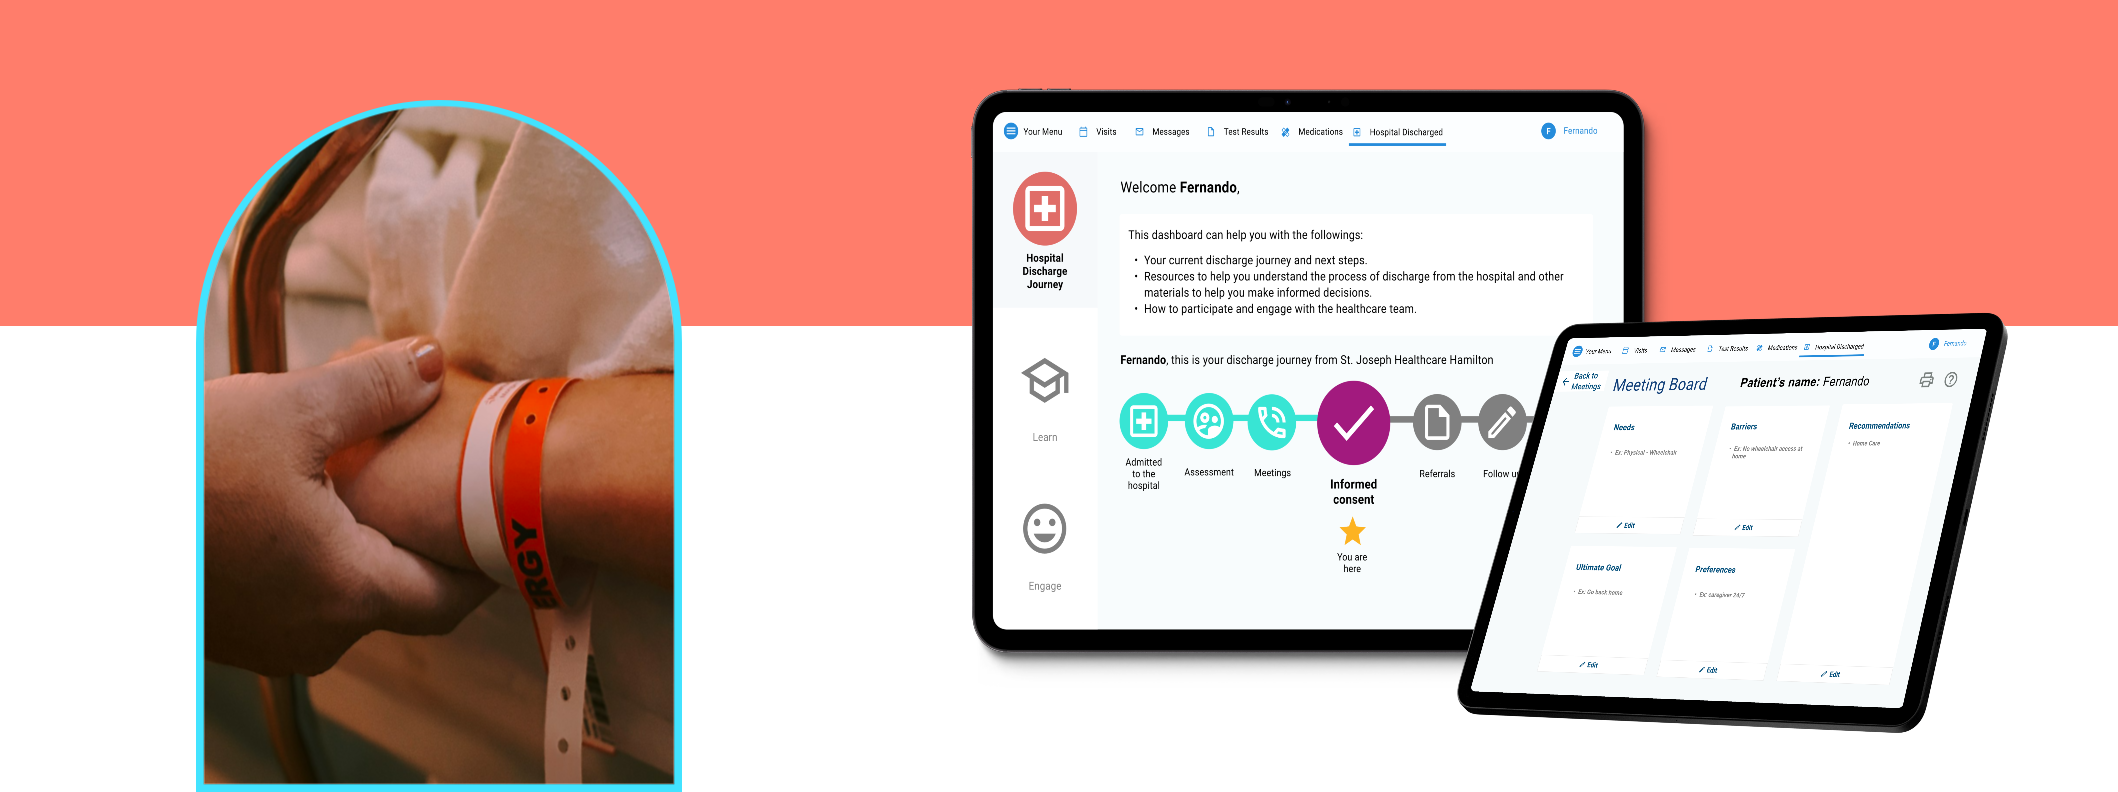 ERGY
Your Menu Visits Messages Test Results Medications Hospital Discharged F Fernando
Hospital
Discharge
Journey
Learn
Engage
Welcome Fernando,
This dashboard can help you with the followings:
• Your current discharge journey and next steps.
• Resources to help you understand the process of discharge from the hospital and other
materials to help you make informed decisions.
• How to participate and engage with the healthcare team.
Fernando, this is your discharge journey from St. Joseph Healthcare Hamilton
Admitted
to the
hospital
Assessment
Meetings
Informed
consent
You are
here
Referrals
Follow u
Your Menu Visits Messages Test Results Medications Hospital Discharged F Fernando
Back to
Meetings
Meeting Board
Patient's name: Fernando
Needs
• Ex: Physical - Wheelchair
Edit
Barriers
• Ex: No wheelchair access at
home
Edit
Recommendations
• Home Care
Edit
Ultimate Goal
• Ex: Go back home
Edit
Preferences
• Ex: caregiver 24/7
Edit